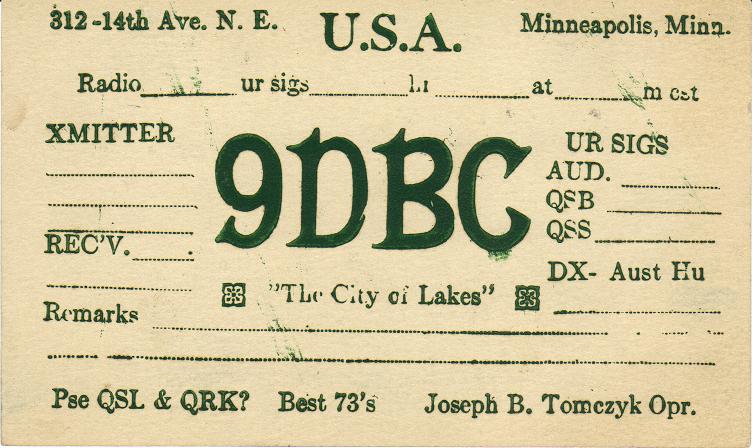 312 -14th Ave. N. E. U.S.A. Minneapolis, Minn.
Radio ur sigs at m cst
XMITTER
9DBC
UR SIGS
AUD.
QSB
QSS
REC'V.
DX- Aust Hu
"The City of Lakes"
Remarks
Pse QSL & QRK? Best 73's Joseph B. Tomczyk Opr.